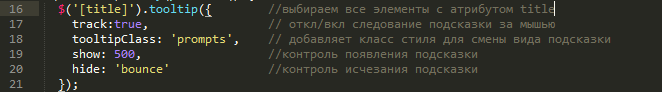 16 $('[title]').tooltip({ //выбираем все элементы с атрибутом title
17 track:true, // откл/вкл следование подсказки за мышью
18 tooltipClass: 'prompts', // добавляет класс стиля для смены вида подсказки
19 show: 500, //контроль появления подсказки
20 hide: 'bounce' //контроль исчезания подсказки
21 });